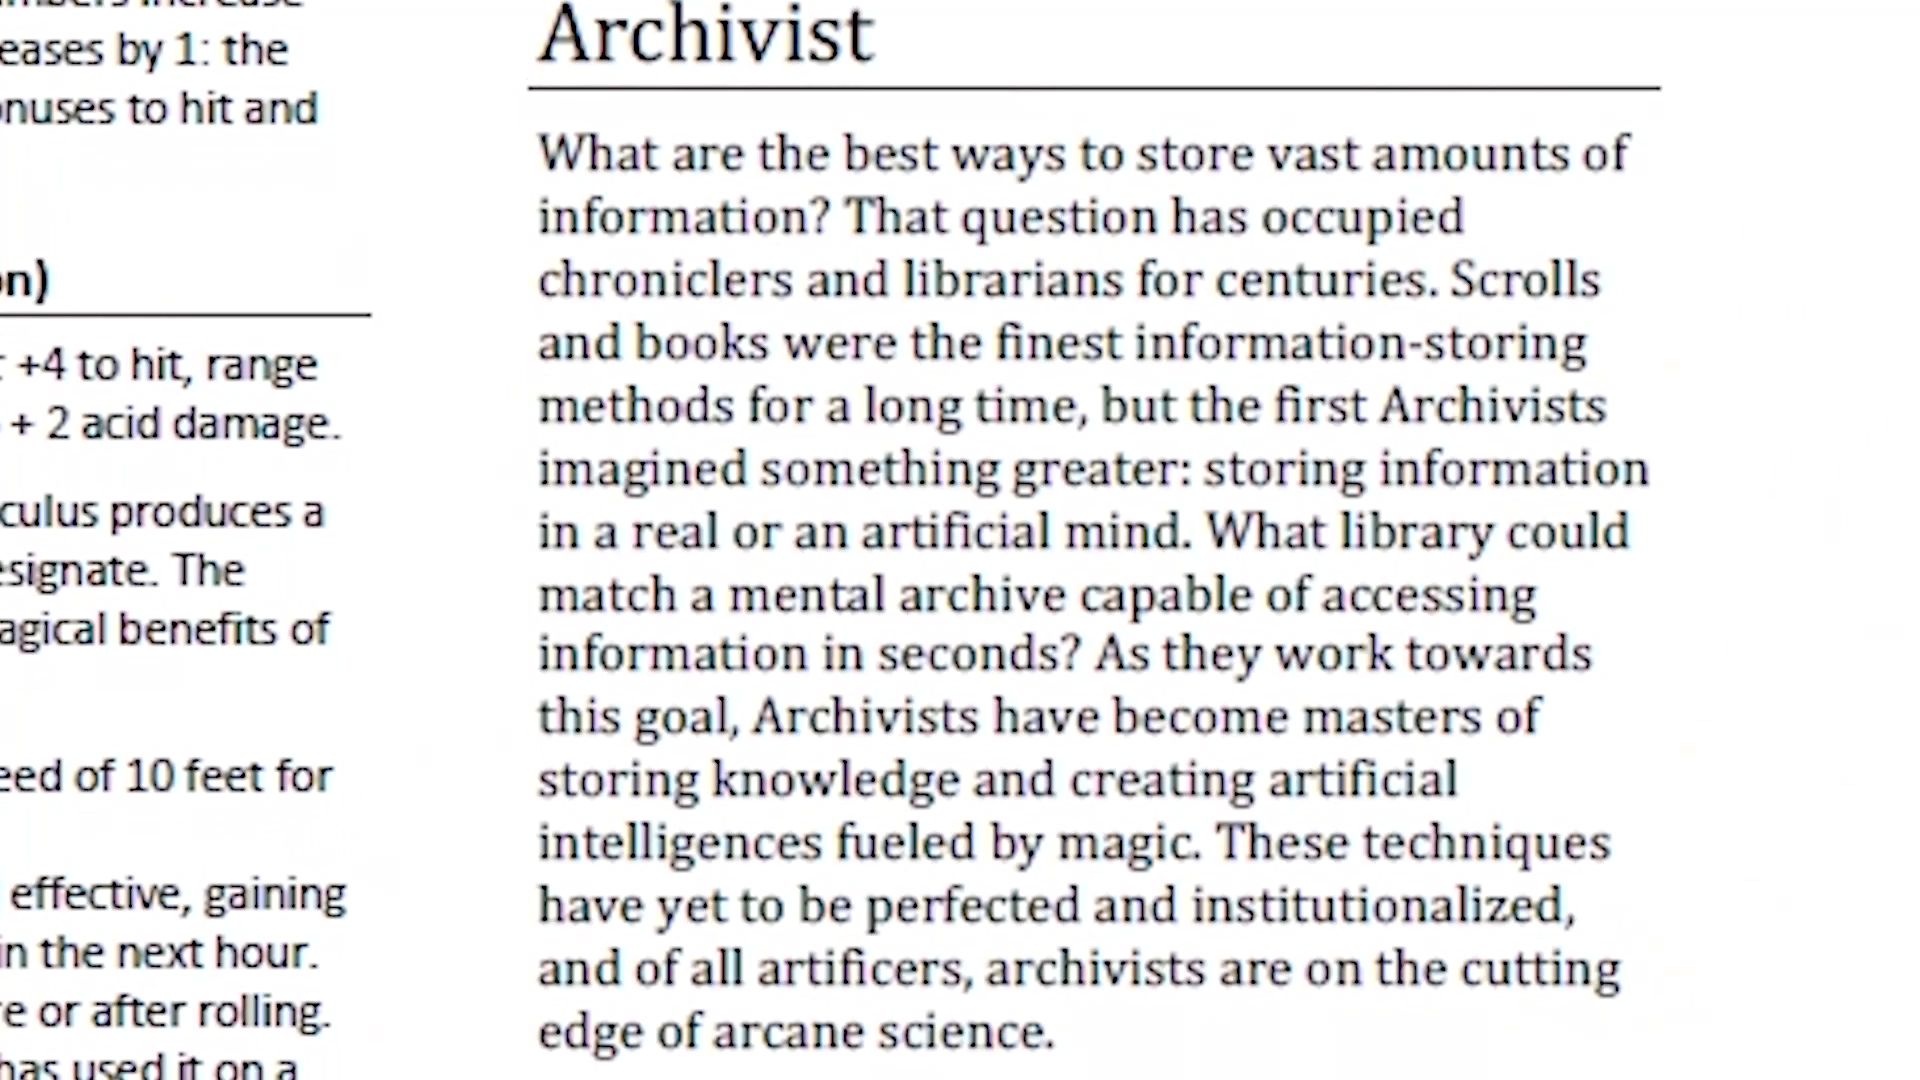 eases by 1: the
nuses to hit and
on)
+4 to hit, range
+ 2 acid damage.
culus produces a
signate. The
agical benefits of
eed of 10 feet for
effective, gaining
in the next hour.
re or after rolling.
has used it on a
Archivist
What are the best ways to store vast amounts of
information? That question has occupied
chroniclers and librarians for centuries. Scrolls
and books were the finest information-storing
methods for a long time, but the first Archivists
imagined something greater: storing information
in a real or an artificial mind. What library could
match a mental archive capable of accessing
information in seconds? As they work towards
this goal, Archivists have become masters of
storing knowledge and creating artificial
intelligences fueled by magic. These techniques
have yet to be perfected and institutionalized,
and of all artificers, archivists are on the cutting
edge of arcane science.